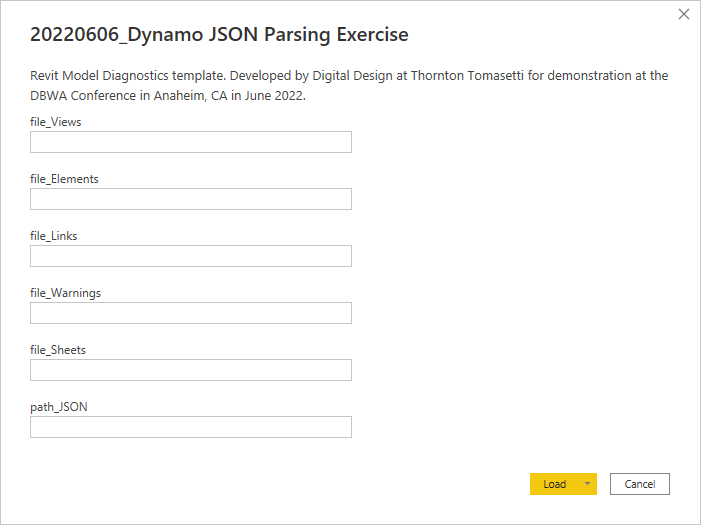 20220606_Dynamo JSON Parsing Exercise
Revit Model Diagnostics template. Developed by Digital Design at Thornton Tomasetti for demonstration at the
DBWA Conference in Anaheim, CA in June 2022.
file_Views
file_Elements
file_Links
file_Warnings
file_Sheets
path_JSON
Load
Cancel